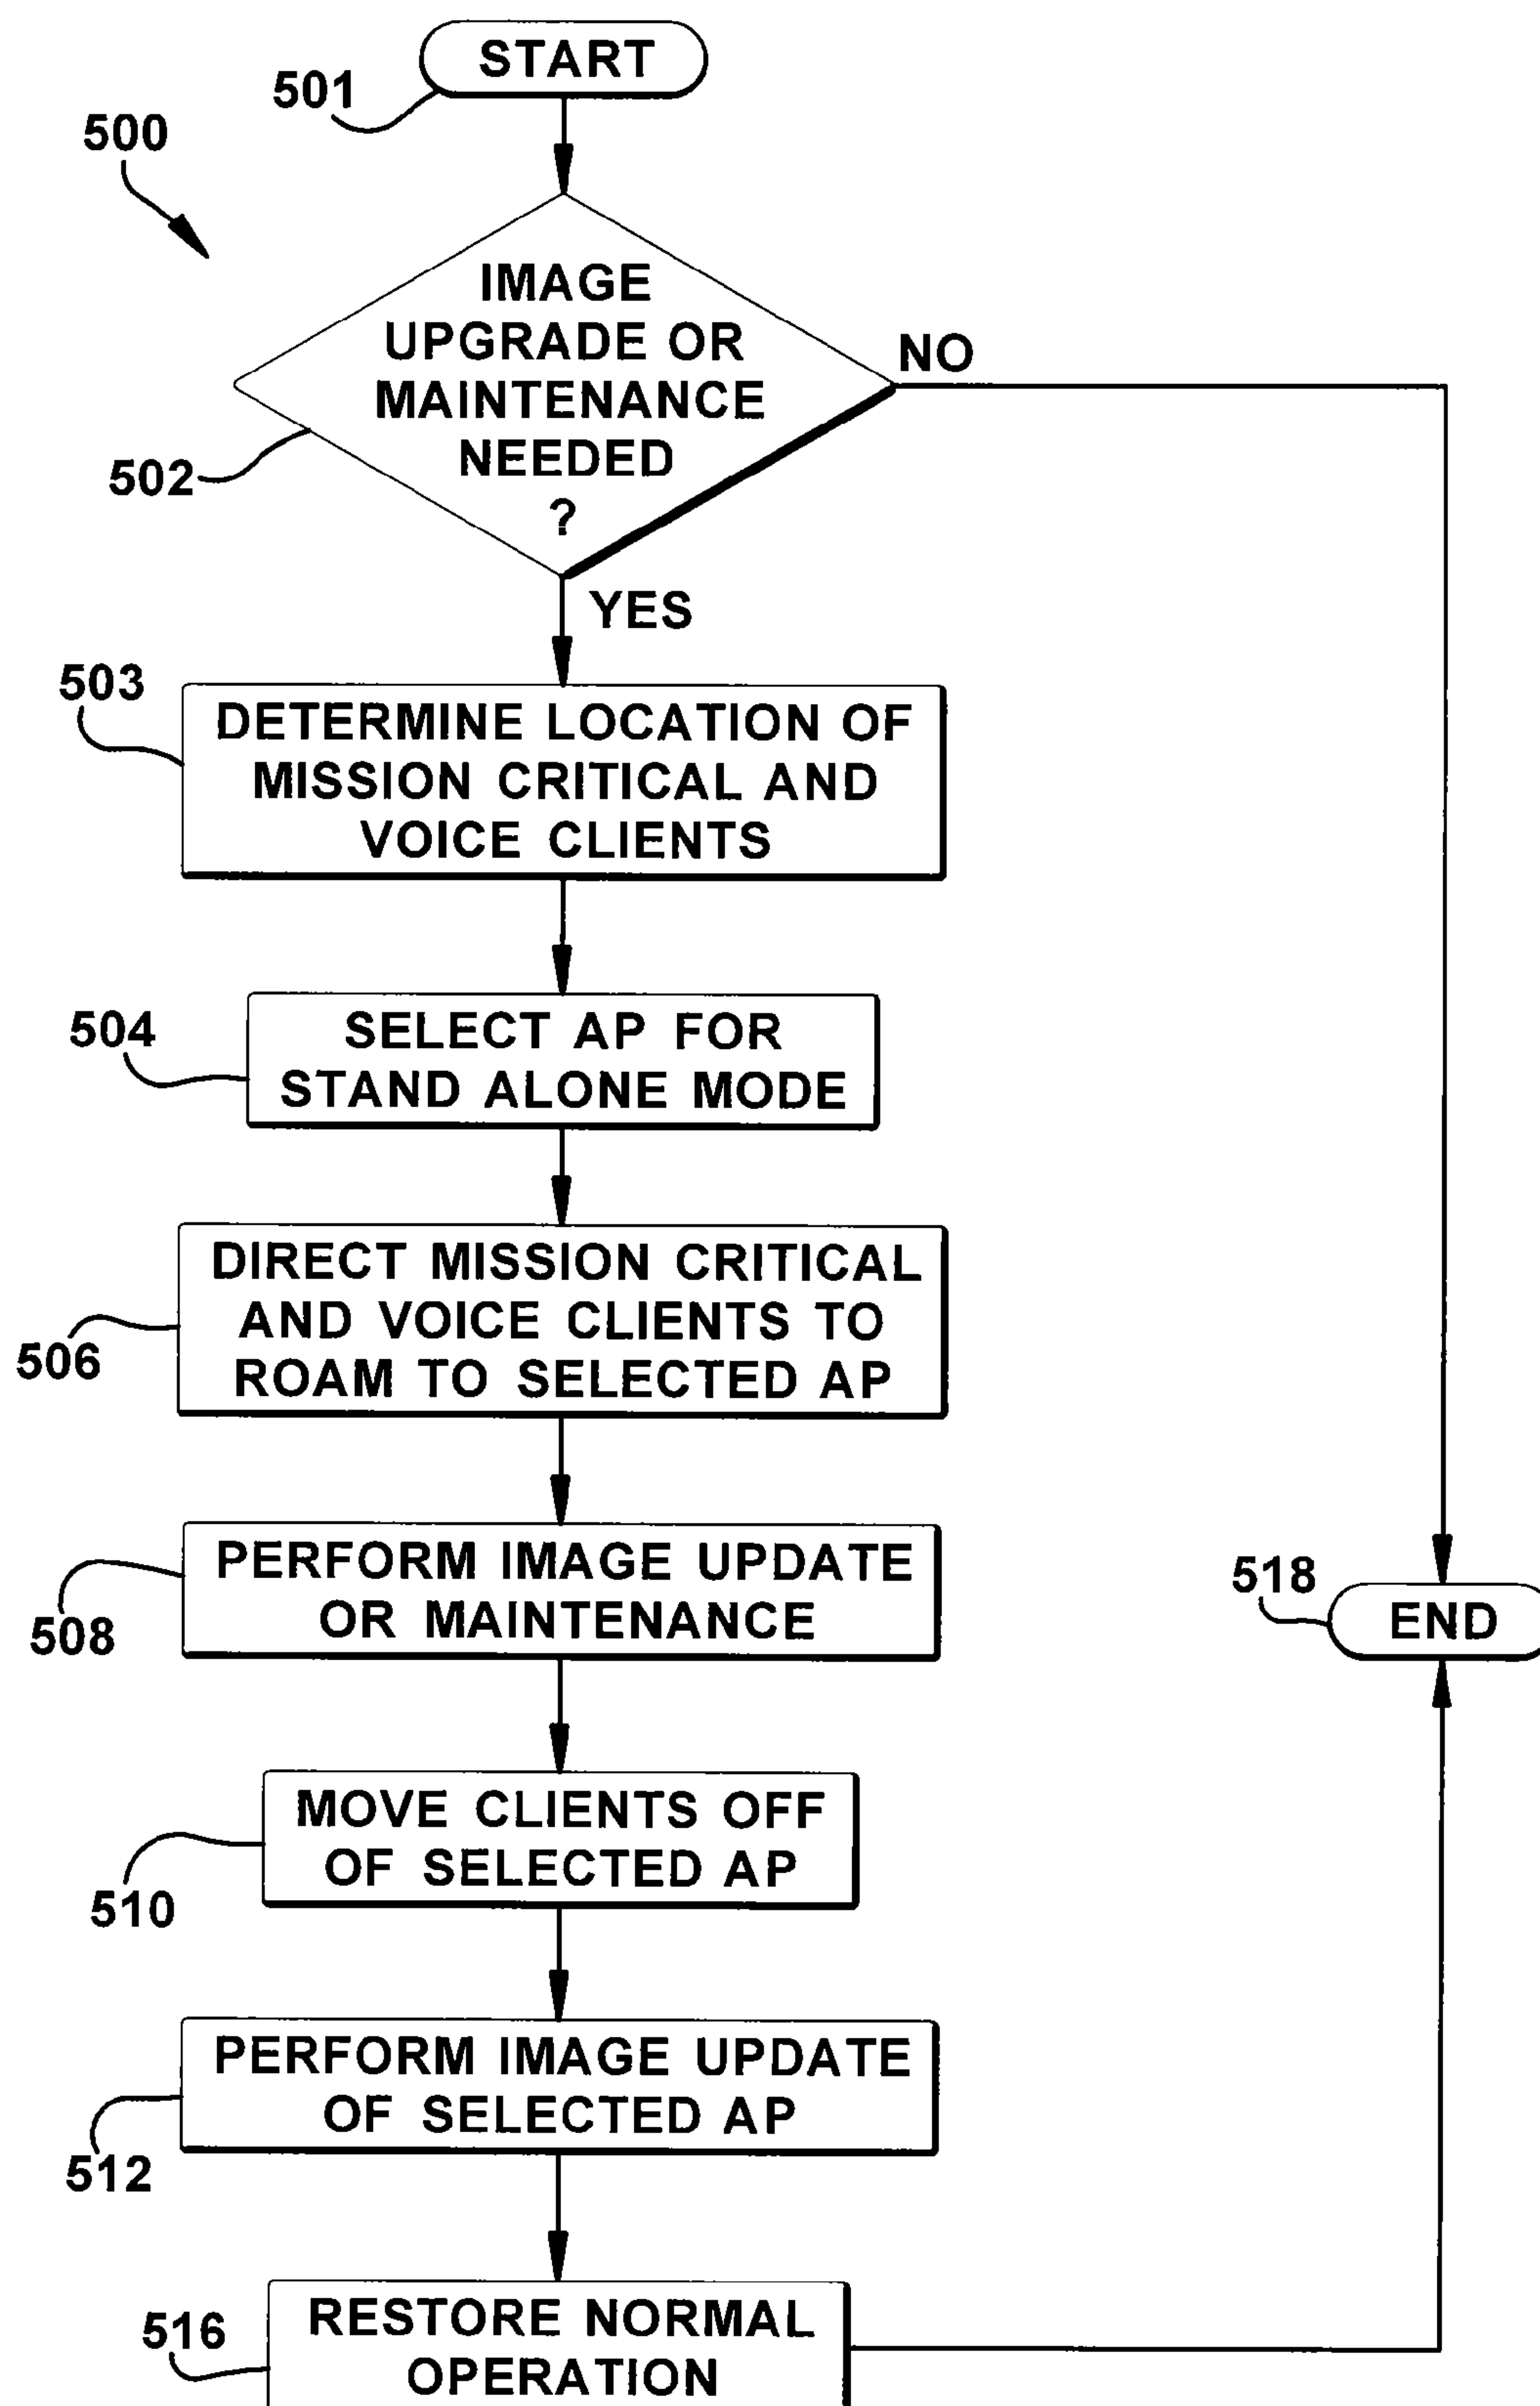 START
501
500
IMAGE
UPGRADE OR
MAINTENANCE
NEEDED
?
NO
502
YES
503
DETERMINE LOCATION OF
MISSION CRITICAL AND
VOICE CLIENTS
504
SELECT AP FOR
STAND ALONE MODE
506
DIRECT MISSION CRITICAL
AND VOICE CLIENTS TO
ROAM TO SELECTED AP
508
PERFORM IMAGE UPDATE
OR MAINTENANCE
518
END
510
MOVE CLIENTS OFF
OF SELECTED AP
512
PERFORM IMAGE UPDATE
OF SELECTED AP
516
RESTORE NORMAL
OPERATION